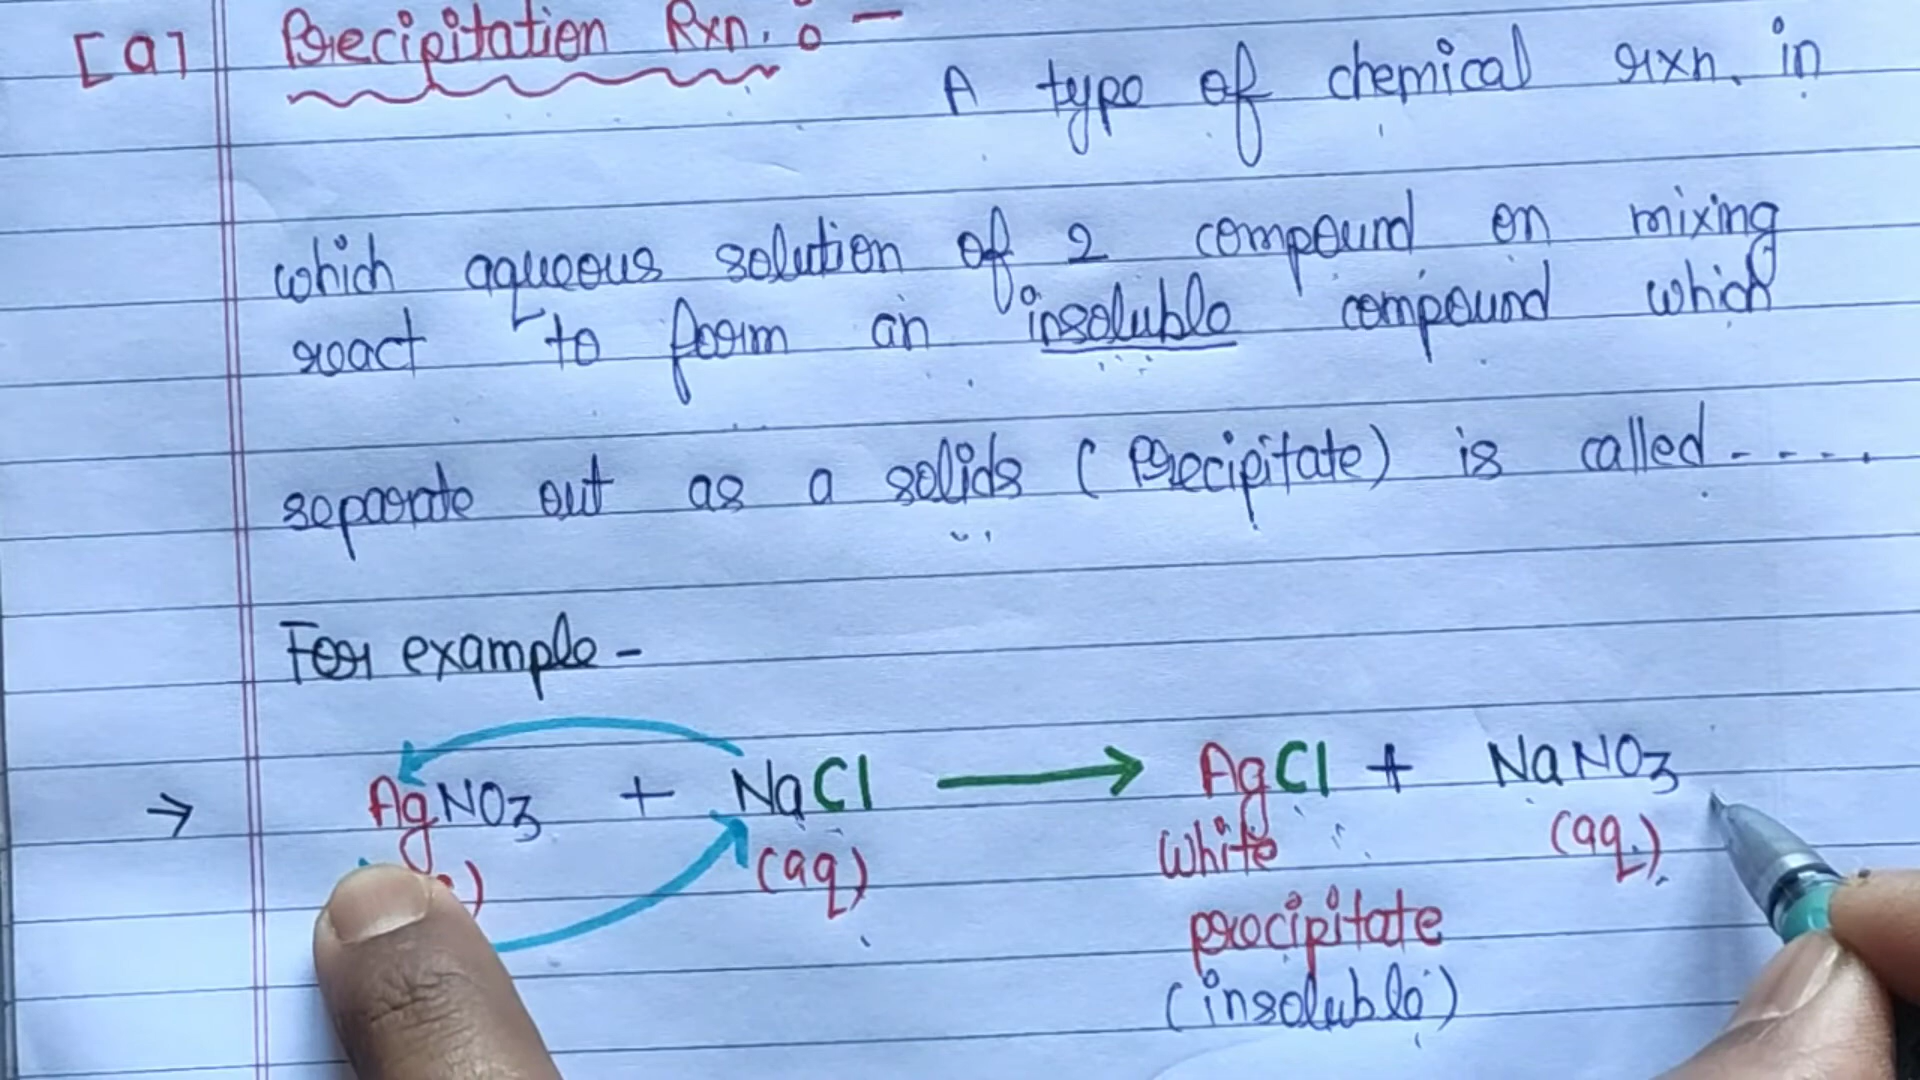 [a] Precipitation Rxn. :-
A type of chemical rxn. in
which aqueous solution of 2 compound on mixing
react to form an insoluble compound which
separate out as a solids (Precipitate) is called-----.
For example-
→ AgNO3 + NaCl → AgCl + NaNO3
(aq) White (aq.)
precipitate
(insoluble)